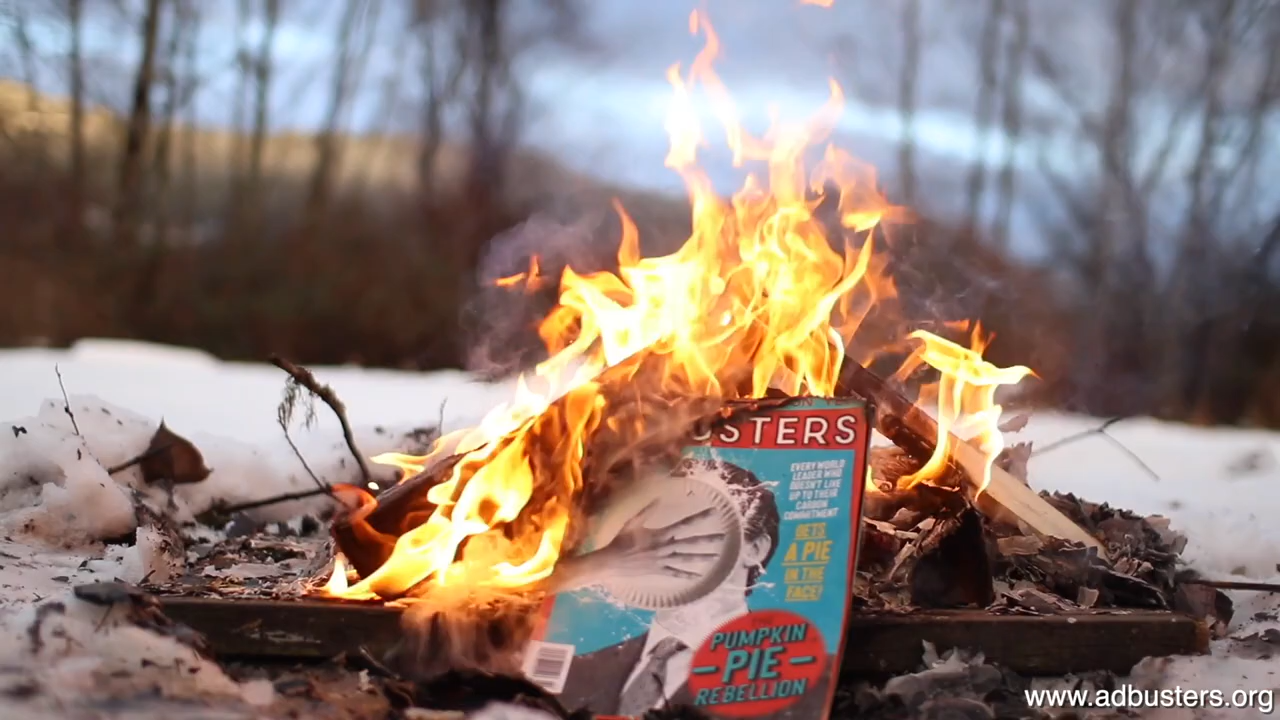 USTERS
EVERY WORLD
LEADER WHO
DOESN'T LIVE
UP TO THEIR
CARBON
COMMITMENT
GETS
A PIE
IN THE
FACE!
PUMPKIN
– PIE –
REBELLION
www.adbusters.org